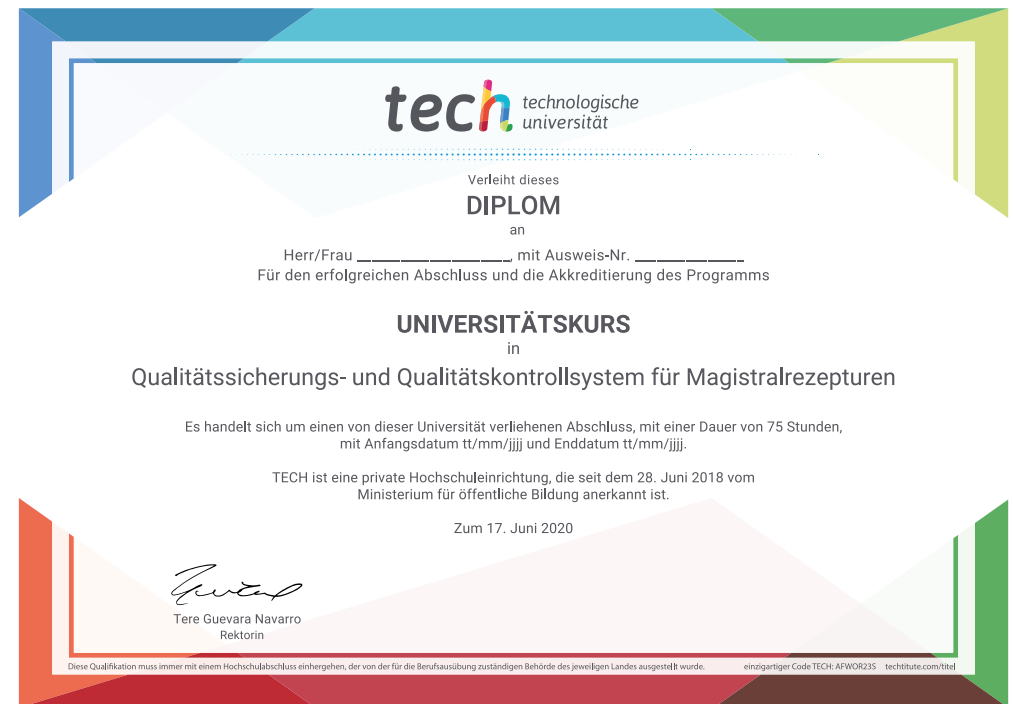 tech technologische
universität
Verleiht dieses
DIPLOM
an
Herr/Frau ____________________, mit Ausweis-Nr. ______________
Für den erfolgreichen Abschluss und die Akkreditierung des Programms
UNIVERSITÄTSKURS
in
Qualitätssicherungs- und Qualitätskontrollsystem für Magistralrezepturen
Es handelt sich um einen von dieser Universität verliehenen Abschluss, mit einer Dauer von 75 Stunden,
mit Anfangsdatum tt/mm/jjjj und Enddatum tt/mm/jjjj.
TECH ist eine private Hochschuleinrichtung, die seit dem 28. Juni 2018 vom
Ministerium für öffentliche Bildung anerkannt ist.
Zum 17. Juni 2020
Tere Guevara Navarro
Rektorin
Diese Qualifikation muss immer mit einem Hochschulabschluss einhergehen, der von der für die Berufsausübung zuständigen Behörde des jeweiligen Landes ausgestellt wurde. einzigartiger Code TECH: AFWOR23S techtitute.com/titel